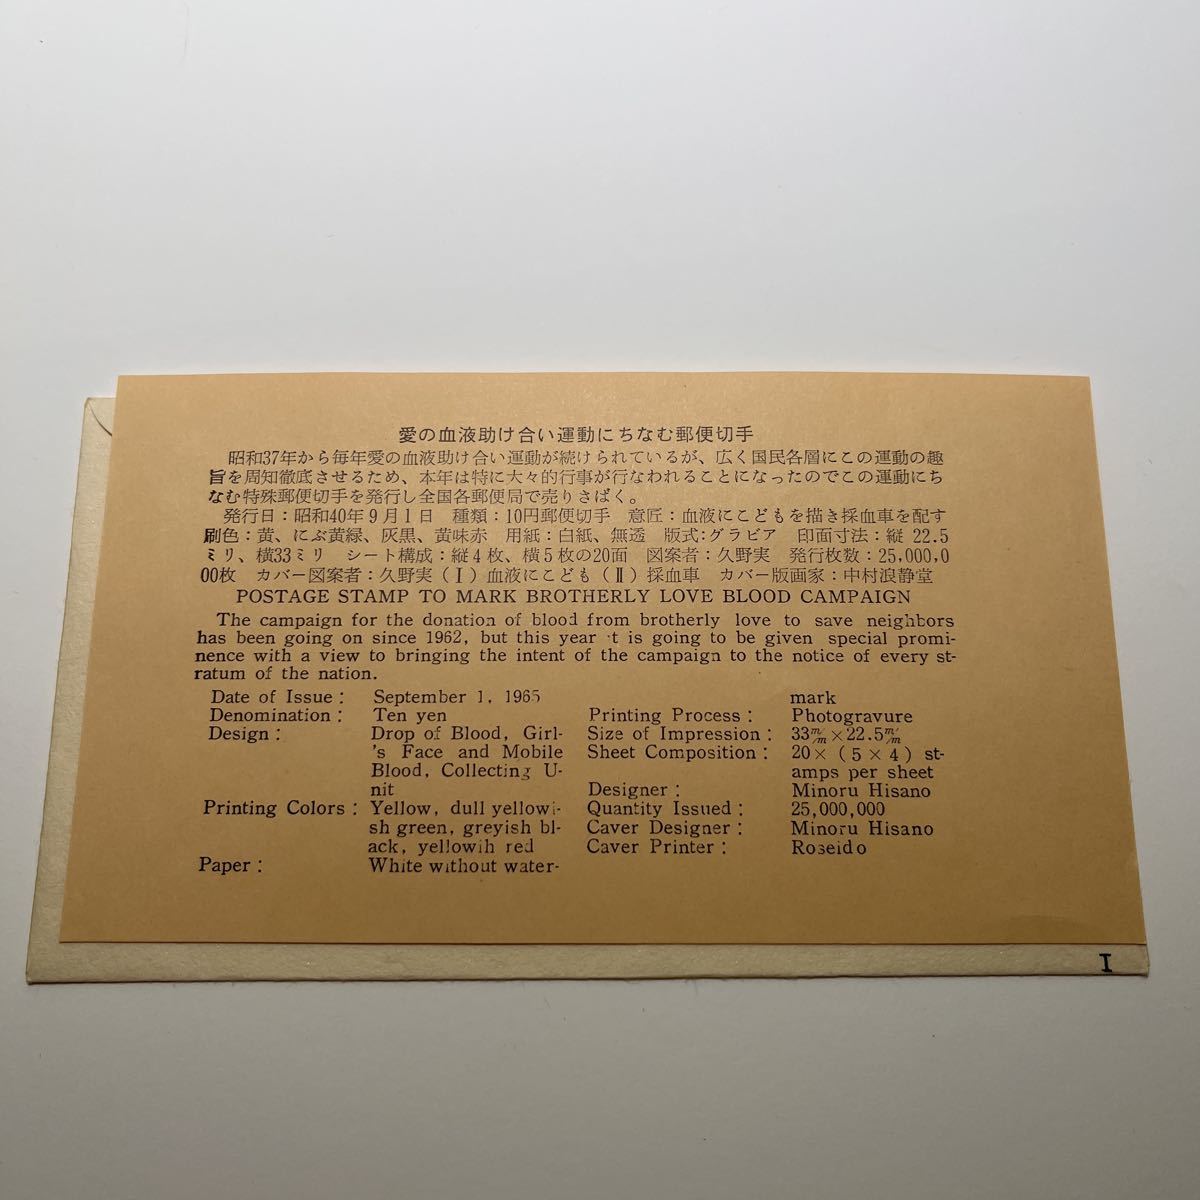 愛の血液助け合い運動にちなむ郵便切手
昭和37年から毎年愛の血液助け合い運動が続けられているが、広く国民各層にこの運動の趣
旨を周知徹底させるため、本年は特に大々的行事が行なわれることになったのでこの運動にち
なむ特殊郵便切手を発行し全国各郵便局で売りさばく。
発行日：昭和40年9月1日　種類：10円郵便切手　意匠：血液にこどもを描き採血車を配す
刷色：黄、にぶ黄緑、灰黒、黄味赤　用紙：白紙、無透　版式：グラビア　印面寸法：縦 22.5
ミリ、横33ミリ　シート構成：縦4枚、横5枚の20面　図案者：久野実　発行枚数：25,000,0
00枚　カバー図案者：久野実（Ⅰ）血液にこども（Ⅱ）採血車　カバー版画家：中村浪静堂
POSTAGE STAMP TO MARK BROTHERLY LOVE BLOOD CAMPAIGN
The campaign for the donation of blood from brotherly love to save neighbors
has been going on since 1962, but this year it is going to be given special promi-
nence with a view to bringing the intent of the campaign to the notice of every st-
ratum of the nation.
Date of Issue : September 1, 1965
Denomination : Ten yen
Design : Drop of Blood, Girl-
's Face and Mobile
Blood, Collecting U-
nit
Printing Colors : Yellow, dull yellowi-
sh green, greyish bl-
ack, yellowih red
Paper : White without water-
mark
Printing Process : Photogravure
Size of Impression : 33m/m×22.5m/m
Sheet Composition : 20×(5×4) st-
amps per sheet
Designer : Minoru Hisano
Quantity Issued : 25,000,000
Caver Designer : Minoru Hisano
Caver Printer : Roseido
I